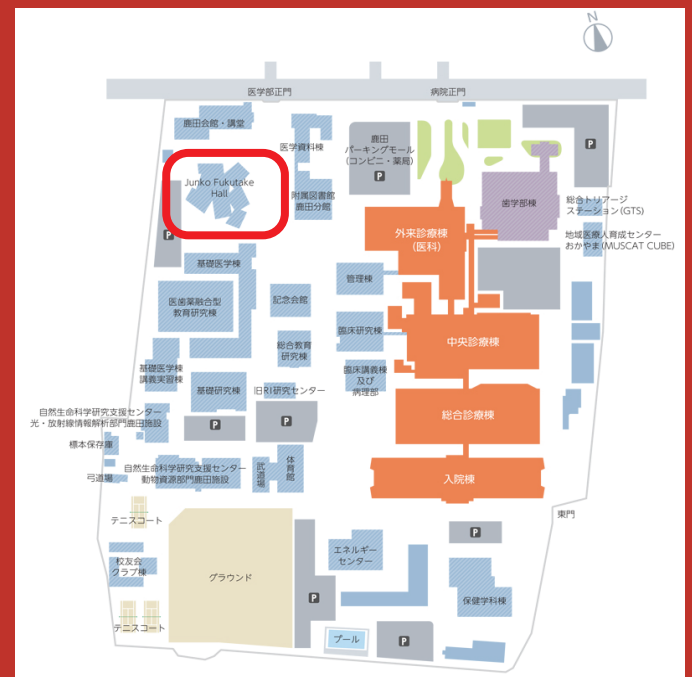 N
医学部正門
病院正門
鹿田会館・講堂
医学資料棟
鹿田
パーキングモール
(コンビニ・薬局)
P
P
Junko Fukutake
Hall
附属図書館
鹿田分館
歯学部棟
総合トリアージ
ステーション(GTS)
P
外来診療棟
(医科)
地域医療人育成センター
おかやま(MUSCAT CUBE)
基礎医学棟
管理棟
医歯薬融合型
教育研究棟
記念会館
臨床研究棟
中央診療棟
総合教育
研究棟
基礎医学棟
講義実習棟
臨床講義棟
及び
病理部
基礎研究棟
旧RI研究センター
自然生命科学研究支援センター
光・放射線情報解析部門鹿田施設
総合診療棟
P
P
標本保存庫
自然生命科学研究支援センター
動物資源部門鹿田施設
武道場
体育館
弓道場
入院棟
テニスコート
東門
P
校友会
クラブ棟
グラウンド
エネルギー
センター
P
保健学科棟
テニスコート
プール
P